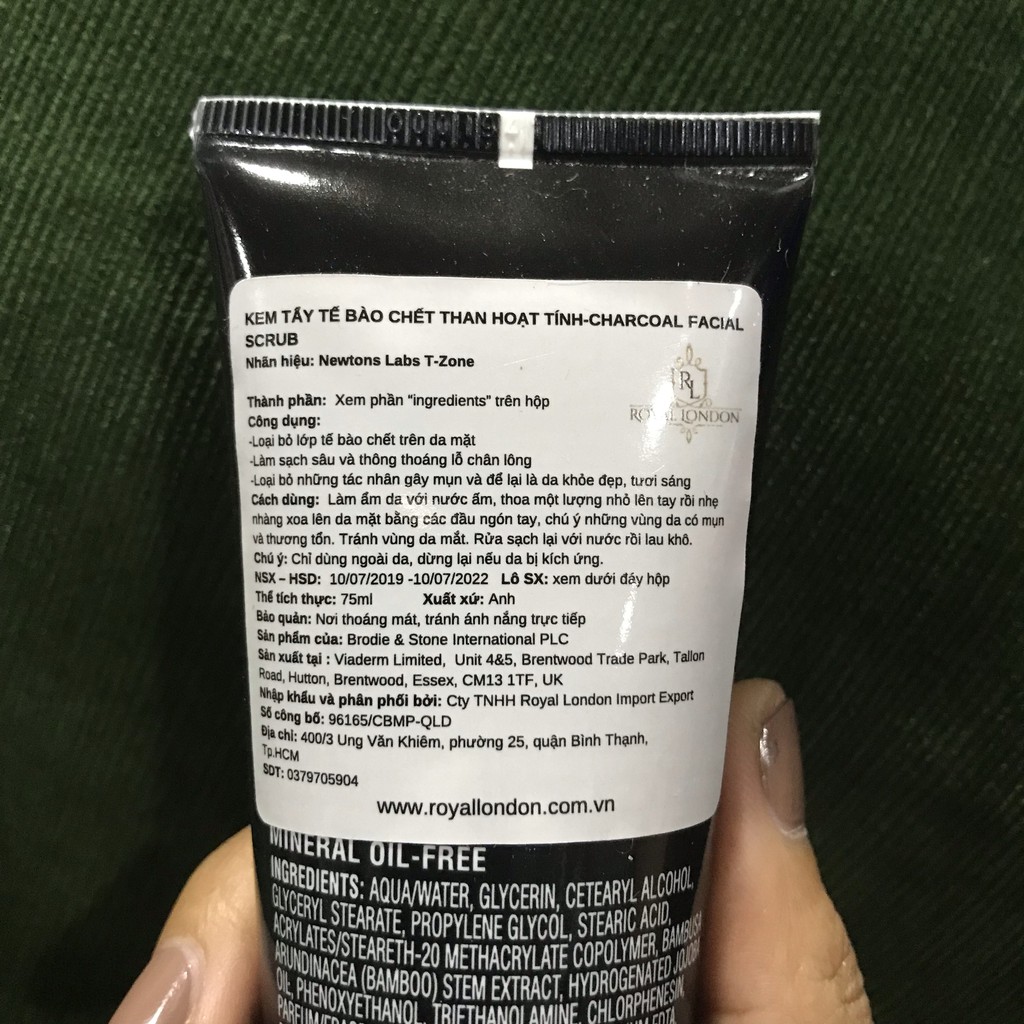 KEM TẨY TẾ BÀO CHẾT THAN HOẠT TÍNH-CHARCOAL FACIAL
SCRUB
Nhãn hiệu: Newtons Labs T-Zone
RL
ROYAL LONDON
Thành phần: Xem phần "ingredients" trên hộp
Công dụng:
-Loại bỏ lớp tế bào chết trên da mặt
-Làm sạch sâu và thông thoáng lỗ chân lông
-Loại bỏ những tác nhân gây mụn và để lại là da khỏe đẹp, tươi sáng
Cách dùng: Làm ẩm da với nước ấm, thoa một lượng nhỏ lên tay rồi nhẹ
nhàng xoa lên da mặt bằng các đầu ngón tay, chú ý những vùng da có mụn
và thương tổn. Tránh vùng da mắt. Rửa sạch lại với nước rồi lau khô.
Chú ý: Chỉ dùng ngoài da, dừng lại nếu da bị kích ứng.
NSX – HSD: 10/07/2019 -10/07/2022 Lô SX: xem dưới đáy hộp
Thể tích thực: 75ml Xuất xứ: Anh
Bảo quản: Nơi thoáng mát, tránh ánh nắng trực tiếp
Sản phẩm của: Brodie & Stone International PLC
Sản xuất tại : Viaderm Limited, Unit 4&5, Brentwood Trade Park, Tallon
Road, Hutton, Brentwood, Essex, CM13 1TF, UK
Nhập khẩu và phân phối bởi: Cty TNHH Royal London Import Export
Số công bố: 96165/CBMP-QLD
Địa chỉ: 400/3 Ung Văn Khiêm, phường 25, quận Bình Thạnh,
Tp.HCM
SĐT: 0379705904
www.royallondon.com.vn
MINERAL OIL-FREE
INGREDIENTS: AQUA/WATER, GLYCERIN, CETEARYL ALCOHOL,
GLYCERYL STEARATE, PROPYLENE GLYCOL, STEARIC ACID,
ACRYLATES/STEARETH-20 METHACRYLATE COPOLYMER, BAMBUSA
ARUNDINACEA (BAMBOO) STEM EXTRACT, HYDROGENATED JOJOBA
OIL, PHENOXYETHANOL, TRIETHANOLAMINE, CHLORPHENESIN,
EDTA,